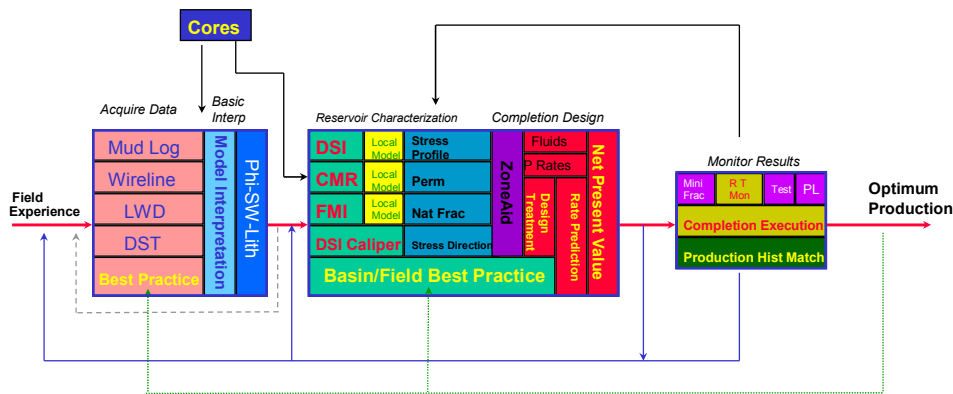 Cores
Acquire Data
Basic
Interp
Reservoir Characterization
Completion Design
Monitor Results
Field
Experience
Mud Log
Wireline
LWD
DST
Best Practice
Model Interpretation
Phi-SW-Lith
DSI
Local
Model
Stress
Profile
CMR
Local
Model
Perm
FMI
Local
Model
Nat Frac
DSI Caliper
Stress Direction
Basin/Field Best Practice
ZoneAid
Fluids
P Rates
Design
Treatment
Rate Prediction
Net Present Value
Mini
Frac
R T
Mon
Test
PL
Completion Execution
Production Hist Match
Optimum
Production